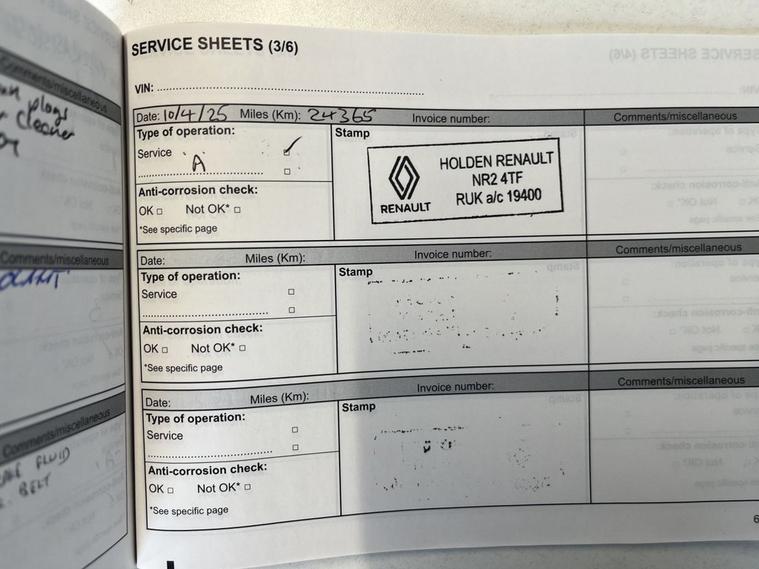 Comments/miscellaneous
plogs
cleaner
Comments/miscellaneous
Comments/miscellaneous
FLUID
BELT
SERVICE SHEETS (3/6)
VIN:
Date: 10/4/25 Miles (Km): 24365 Invoice number: Comments/miscellaneous
Type of operation: Stamp
Service A
Anti-corrosion check:
OK Not OK*
*See specific page
RENAULT
HOLDEN RENAULT
NR2 4TF
RUK a/c 19400
Date: Miles (Km): Invoice number: Comments/miscellaneous
Type of operation: Stamp
Service
Anti-corrosion check:
OK Not OK*
*See specific page
Date: Miles (Km): Invoice number: Comments/miscellaneous
Type of operation: Stamp
Service
Anti-corrosion check:
OK Not OK*
*See specific page
6